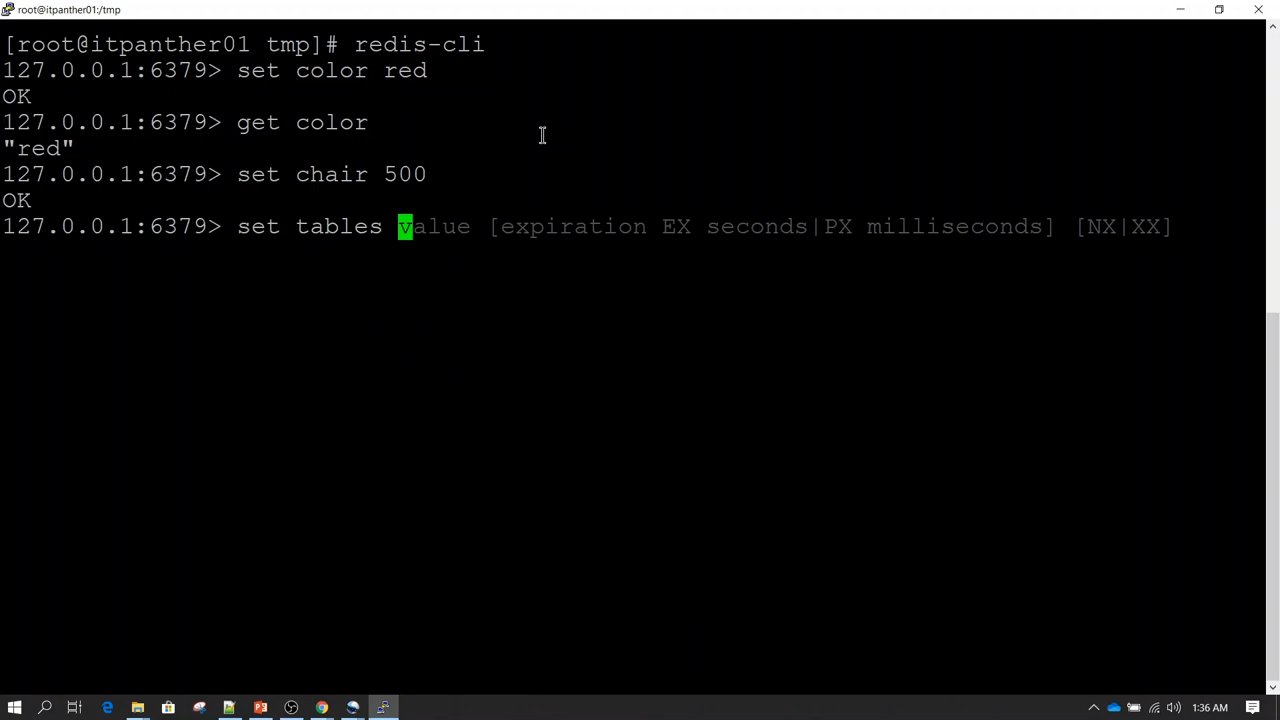 root@itpanther01:/tmp
[root@itpanther01 tmp]# redis-cli
127.0.0.1:6379> set color red
OK
127.0.0.1:6379> get color
"red"
127.0.0.1:6379> set chair 500
OK
127.0.0.1:6379> set tables value [expiration EX seconds|PX milliseconds] [NX|XX]
1:36 AM